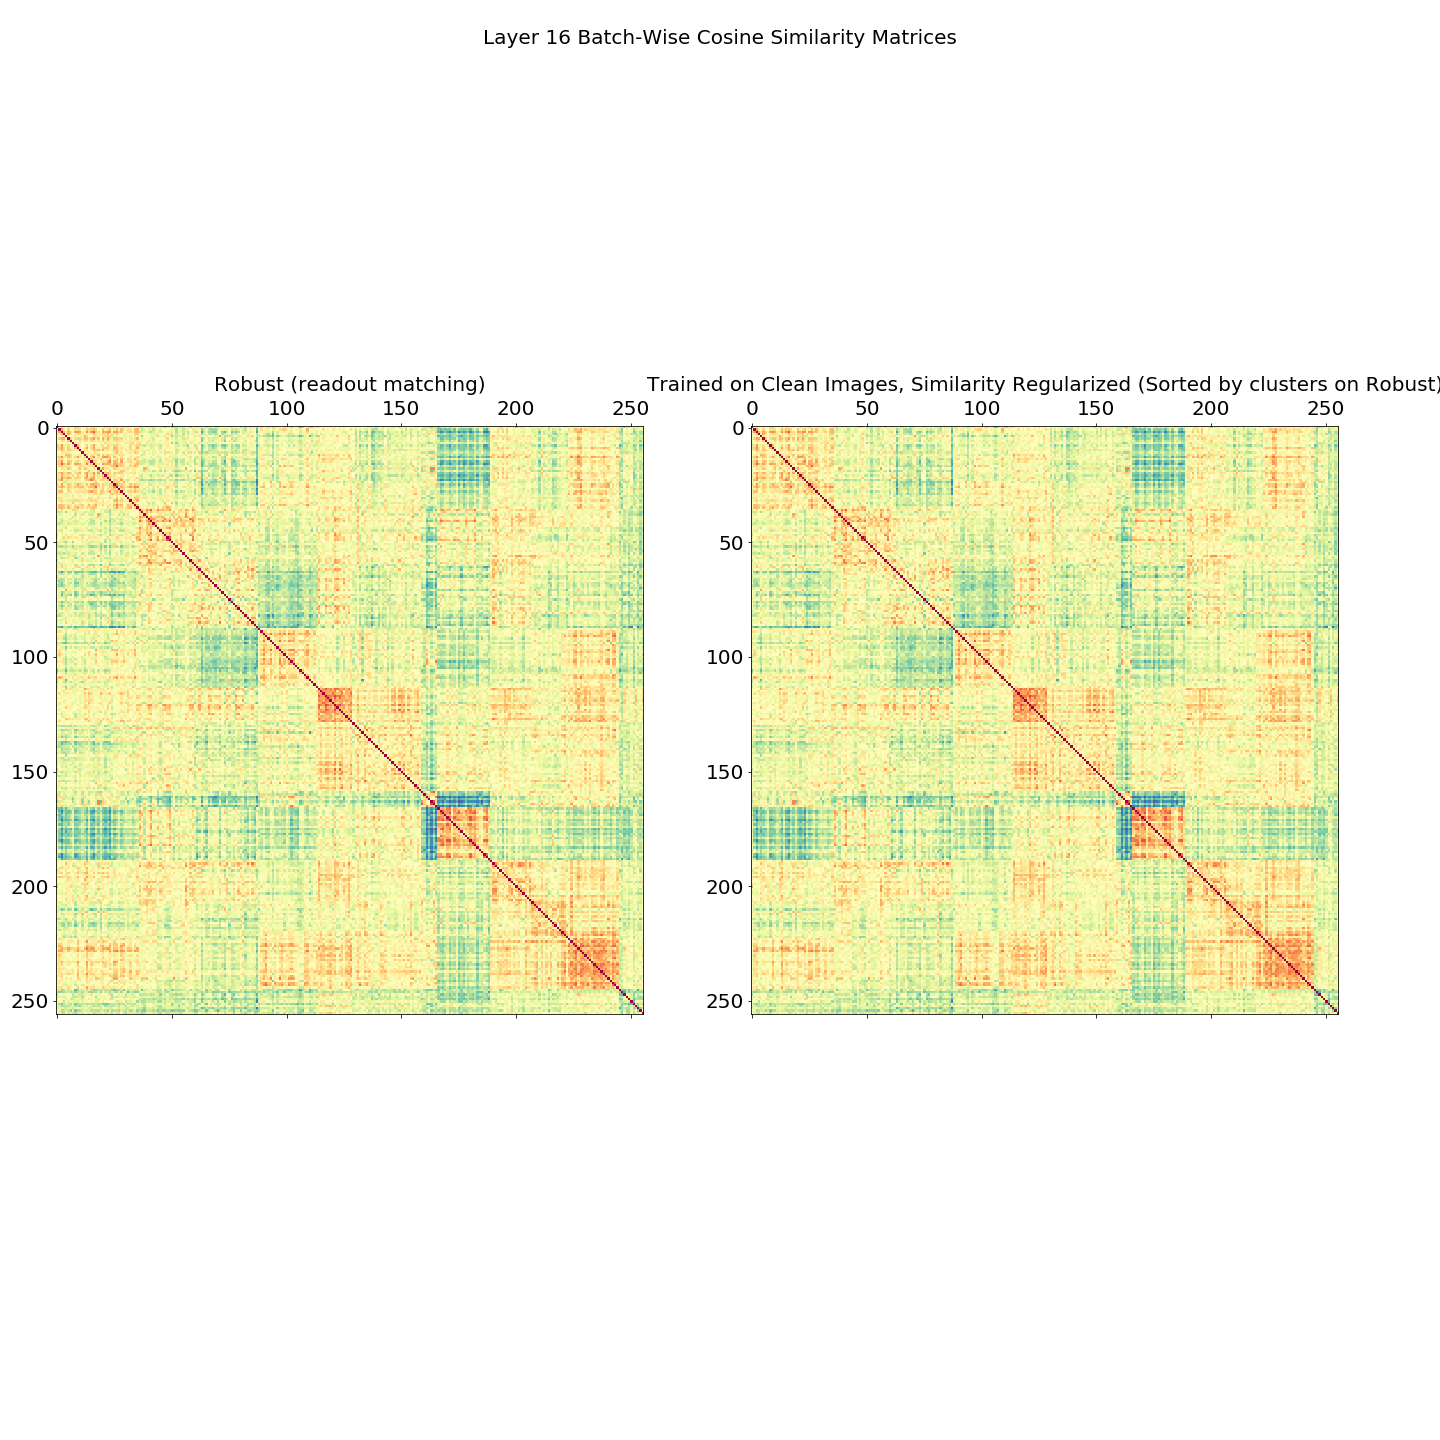 Layer 16 Batch-Wise Cosine Similarity Matrices
Robust (readout matching)
Trained on Clean Images, Similarity Regularized (Sorted by clusters on Robust)
0 50 100 150 200 250
0 50 100 150 200 250
0
50
100
150
200
250
0
50
100
150
200
250